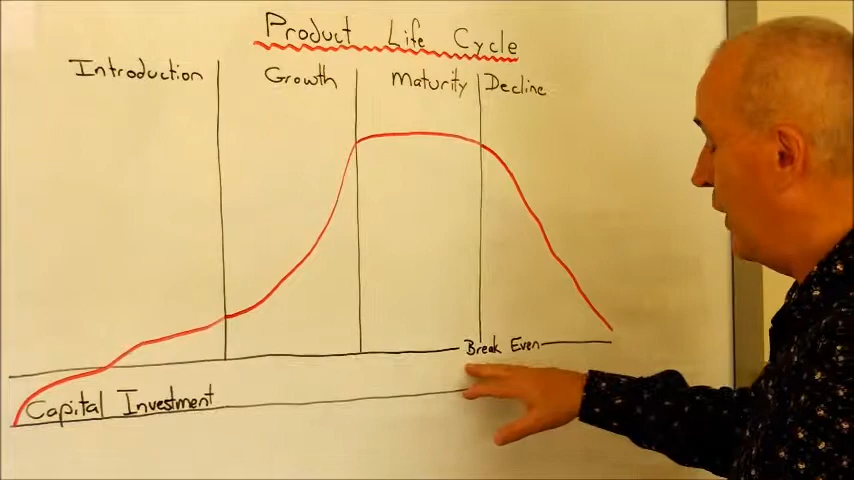 Product Life Cycle
Introduction Growth Maturity Decline
Break Even
Capital Investment